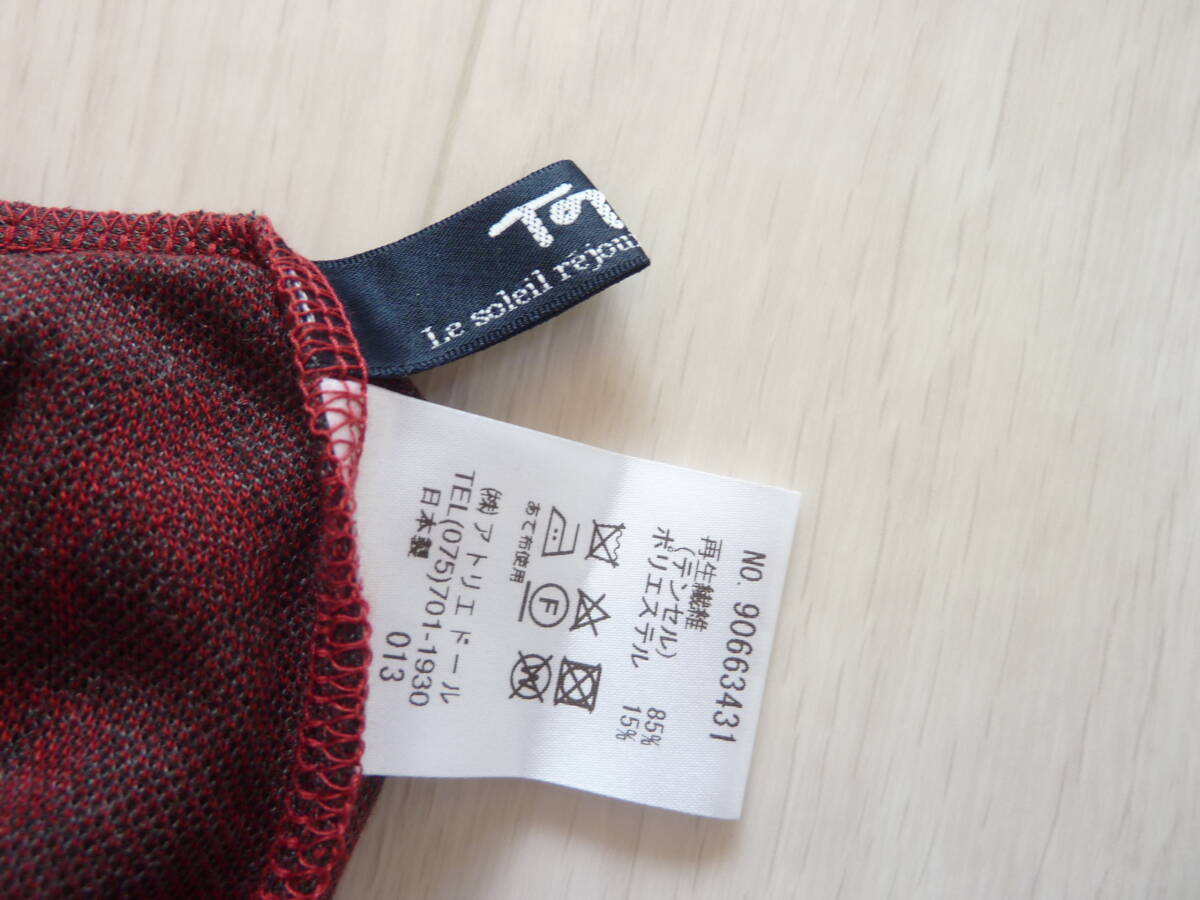 Le soleil
NO. 90663431
再生繊維
(テンセル) 85%
ポリエステル 15%
F
W
あて布使用
(株)アトリエドール
TEL(075)701-1930
日本製 013